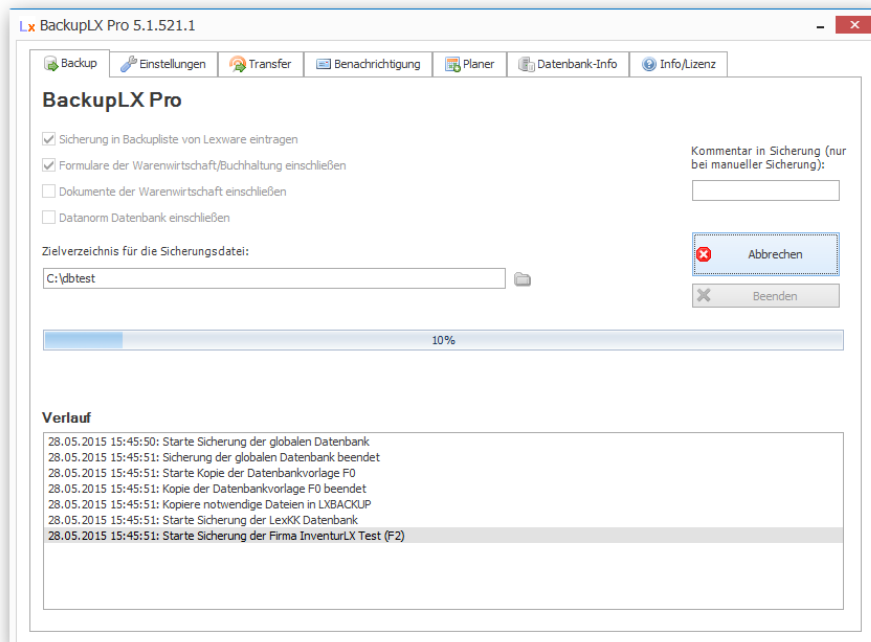 Lx BackupLX Pro 5.1.521.1
Backup Einstellungen Transfer Benachrichtigung Planer Datenbank-Info Info/Lizenz
BackupLX Pro
Sicherung in Backupliste von Lexware eintragen
Formulare der Warenwirtschaft/Buchhaltung einschließen
Dokumente der Warenwirtschaft einschließen
Datanorm Datenbank einschließen
Kommentar in Sicherung (nur
bei manueller Sicherung):
Zielverzeichnis für die Sicherungsdatei:
C:\dbtest
Abbrechen
Beenden
10%
Verlauf
28.05.2015 15:45:50: Starte Sicherung der globalen Datenbank
28.05.2015 15:45:51: Sicherung der globalen Datenbank beendet
28.05.2015 15:45:51: Starte Kopie der Datenbankvorlage F0
28.05.2015 15:45:51: Kopie der Datenbankvorlage F0 beendet
28.05.2015 15:45:51: Kopiere notwendige Dateien in LXBACKUP
28.05.2015 15:45:51: Starte Sicherung der LexKK Datenbank
28.05.2015 15:45:51: Starte Sicherung der Firma InventurLX Test (F2)